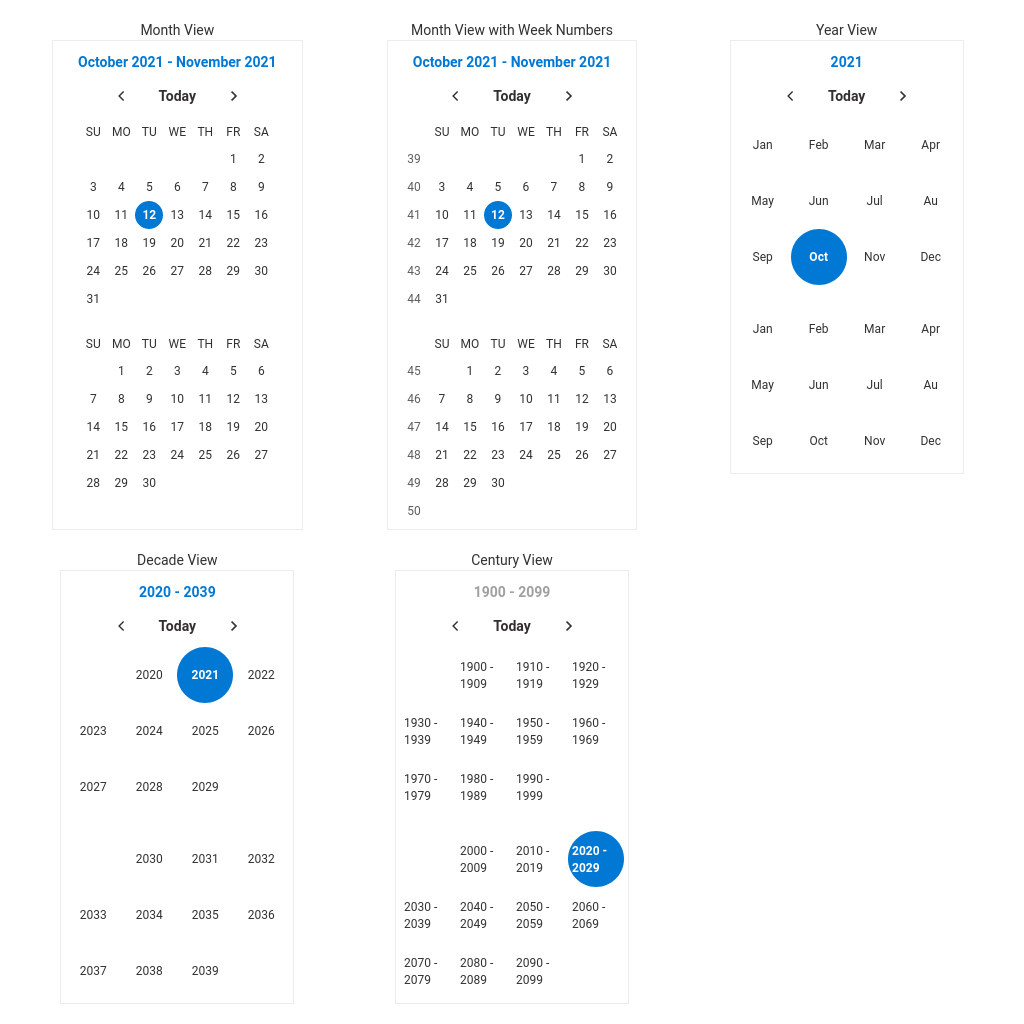 Month View
October 2021 - November 2021
Today
SU MO TU WE TH FR SA
1 2
3 4 5 6 7 8 9
10 11 12 13 14 15 16
17 18 19 20 21 22 23
24 25 26 27 28 29 30
31
SU MO TU WE TH FR SA
1 2 3 4 5 6
7 8 9 10 11 12 13
14 15 16 17 18 19 20
21 22 23 24 25 26 27
28 29 30
Month View with Week Numbers
October 2021 - November 2021
Today
SU MO TU WE TH FR SA
39 1 2
40 3 4 5 6 7 8 9
41 10 11 12 13 14 15 16
42 17 18 19 20 21 22 23
43 24 25 26 27 28 29 30
44 31
SU MO TU WE TH FR SA
45 1 2 3 4 5 6
46 7 8 9 10 11 12 13
47 14 15 16 17 18 19 20
48 21 22 23 24 25 26 27
49 28 29 30
50
Year View
2021
Today
Jan Feb Mar Apr
May Jun Jul Au
Sep Oct Nov Dec
Jan Feb Mar Apr
May Jun Jul Au
Sep Oct Nov Dec
Decade View
2020 - 2039
Today
2020 2021 2022
2023 2024 2025 2026
2027 2028 2029
2030 2031 2032
2033 2034 2035 2036
2037 2038 2039
Century View
1900 - 2099
Today
1900 - 1910 - 1920 -
1909 1919 1929
1930 - 1940 - 1950 - 1960 -
1939 1949 1959 1969
1970 - 1980 - 1990 -
1979 1989 1999
2000 - 2010 - 2020 -
2009 2019 2029
2030 - 2040 - 2050 - 2060 -
2039 2049 2059 2069
2070 - 2080 - 2090 -
2079 2089 2099